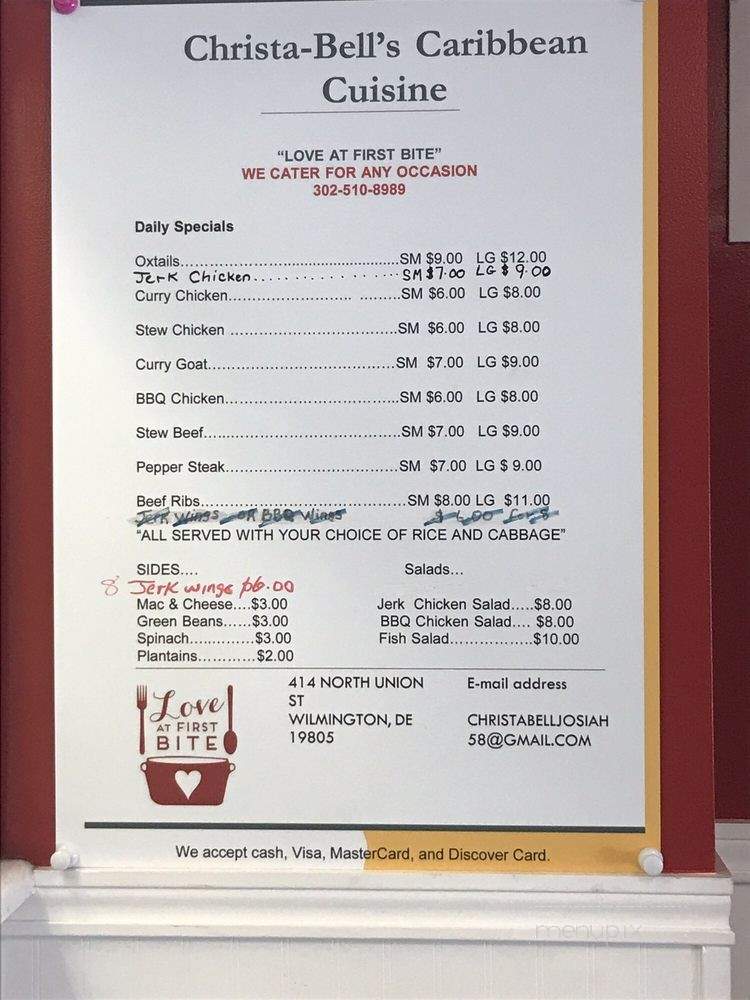 Christa-Bell's Caribbean
Cuisine
"LOVE AT FIRST BITE"
WE CATER FOR ANY OCCASION
302-510-8989
Daily Specials
Oxtails..................................................SM $9.00 LG $12.00
Jerk Chicken.................SM $7.00 LG $9.00
Curry Chicken............................ .........SM $6.00 LG $8.00
Stew Chicken .......................................SM $6.00 LG $8.00
Curry Goat............................................SM $7.00 LG $9.00
BBQ Chicken........................................SM $6.00 LG $8.00
Stew Beef.............................................SM $7.00 LG $9.00
Pepper Steak........................................SM $7.00 LG $ 9.00
Beef Ribs...............................................SM $8.00 LG $11.00
Jerk Wings or BBQ Wings $6.00 for 8
"ALL SERVED WITH YOUR CHOICE OF RICE AND CABBAGE"
SIDES....
8 Jerk wings $6.00
Mac & Cheese....$3.00
Green Beans......$3.00
Spinach..............$3.00
Plantains............$2.00
Salads...
Jerk Chicken Salad.....$8.00
BBQ Chicken Salad.... $8.00
Fish Salad..................$10.00
Love
AT FIRST
BITE
414 NORTH UNION
ST
WILMINGTON, DE
19805
E-mail address
CHRISTABELLJOSIAH
58@GMAIL.COM
We accept cash, Visa, MasterCard, and Discover Card.
menupix